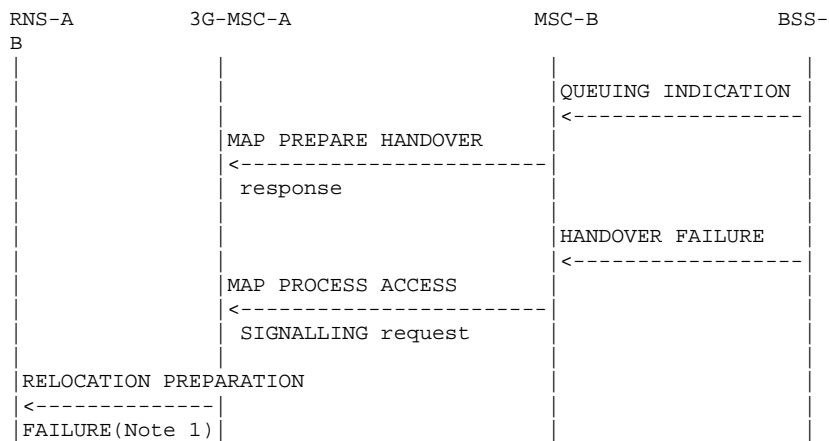 RNS-A 3G-MSC-A MSC-B BSS-
B
QUEUING INDICATION
MAP PREPARE HANDOVER
response
HANDOVER FAILURE
MAP PROCESS ACCESS
SIGNALLING request
RELOCATION PREPARATION
FAILURE(Note 1)